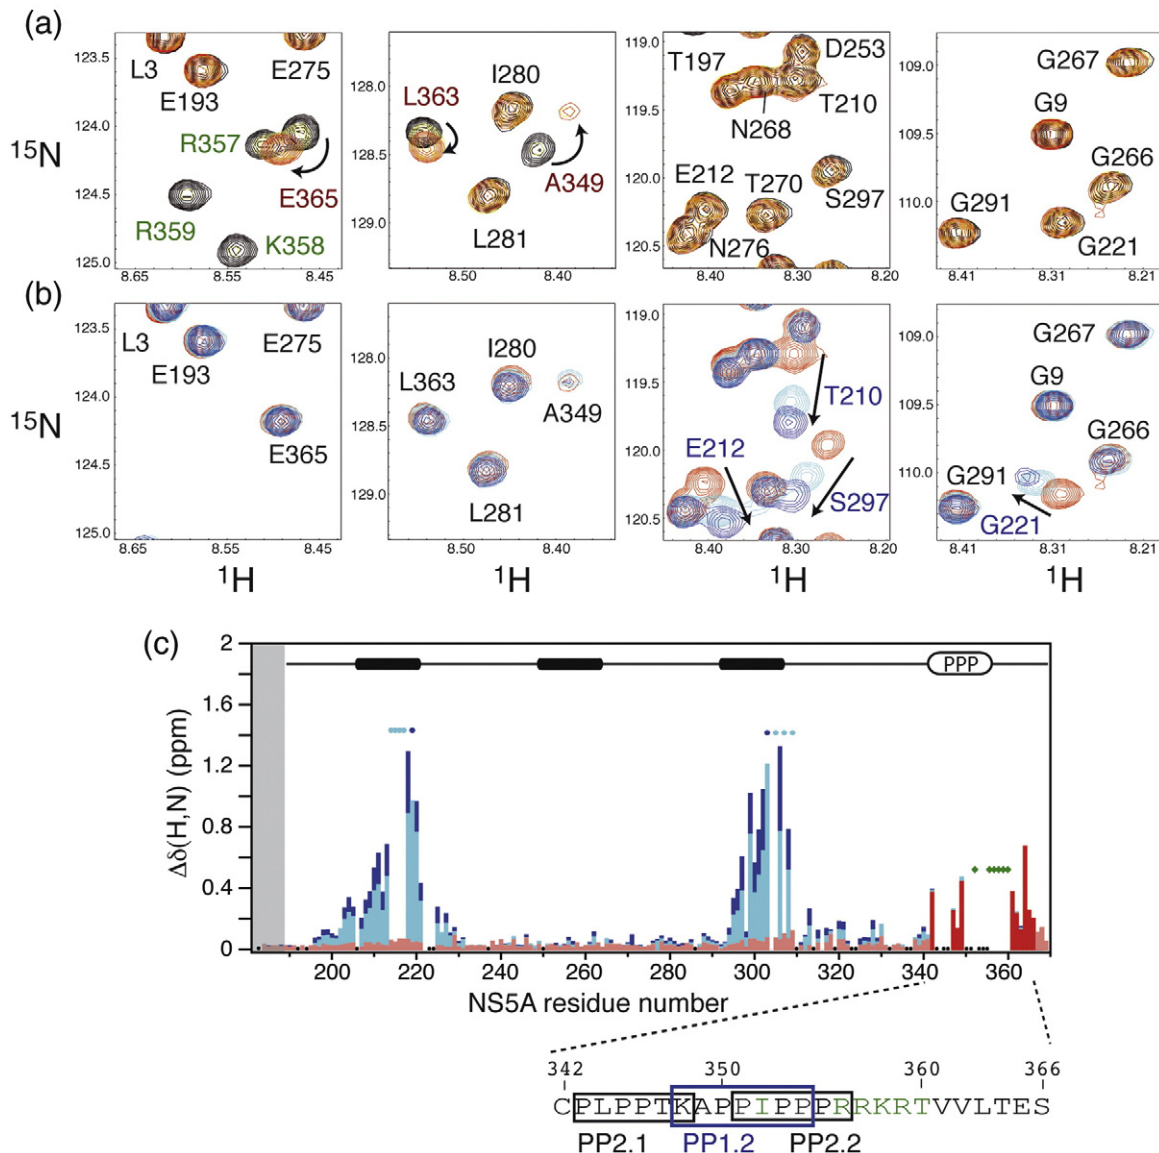 (a)
123.5
124.0
124.5
125.0
8.65
8.55
8.45
L3
E193
E275
R357
E365
R359
K358
15N
128.0
128.5
129.0
8.50
8.40
I280
L363
A349
L281
119.0
119.5
120.0
120.5
8.40
8.30
8.20
T197
D253
T210
N268
E212
T270
S297
N276
109.0
109.5
110.0
8.41
8.31
8.21
G267
G9
G266
G291
G221
(b)
123.5
124.0
124.5
125.0
8.65
8.55
8.45
L3
E193
E275
E365
15N
1H
128.0
128.5
129.0
8.50
8.40
I280
L363
A349
L281
1H
119.0
119.5
120.0
120.5
8.40
8.30
8.20
T210
E212
S297
1H
109.0
109.5
110.0
8.41
8.31
8.21
G267
G9
G266
G291
G221
1H
(c)
PPP
2
1.6
1.2
0.8
0.4
0
Δδ(H,N) (ppm)
200 220 240 260 280 300 320 340 360
NS5A residue number
342 350 360 366
CPLPPTKAPPIPPPRRKRTVVLTES
PP2.1 PP1.2 PP2.2